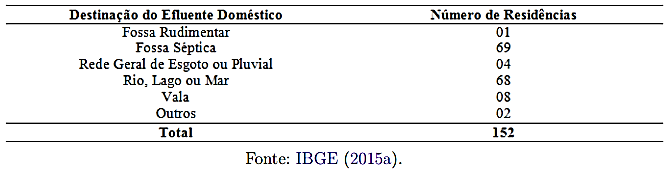 Destinação do Efluente Doméstico Número de Residências
Fossa Rudimentar 01
Fossa Séptica 69
Rede Geral de Esgoto ou Pluvial 04
Rio, Lago ou Mar 68
Vala 08
Outros 02
Total 152
Fonte: IBGE (2015a).